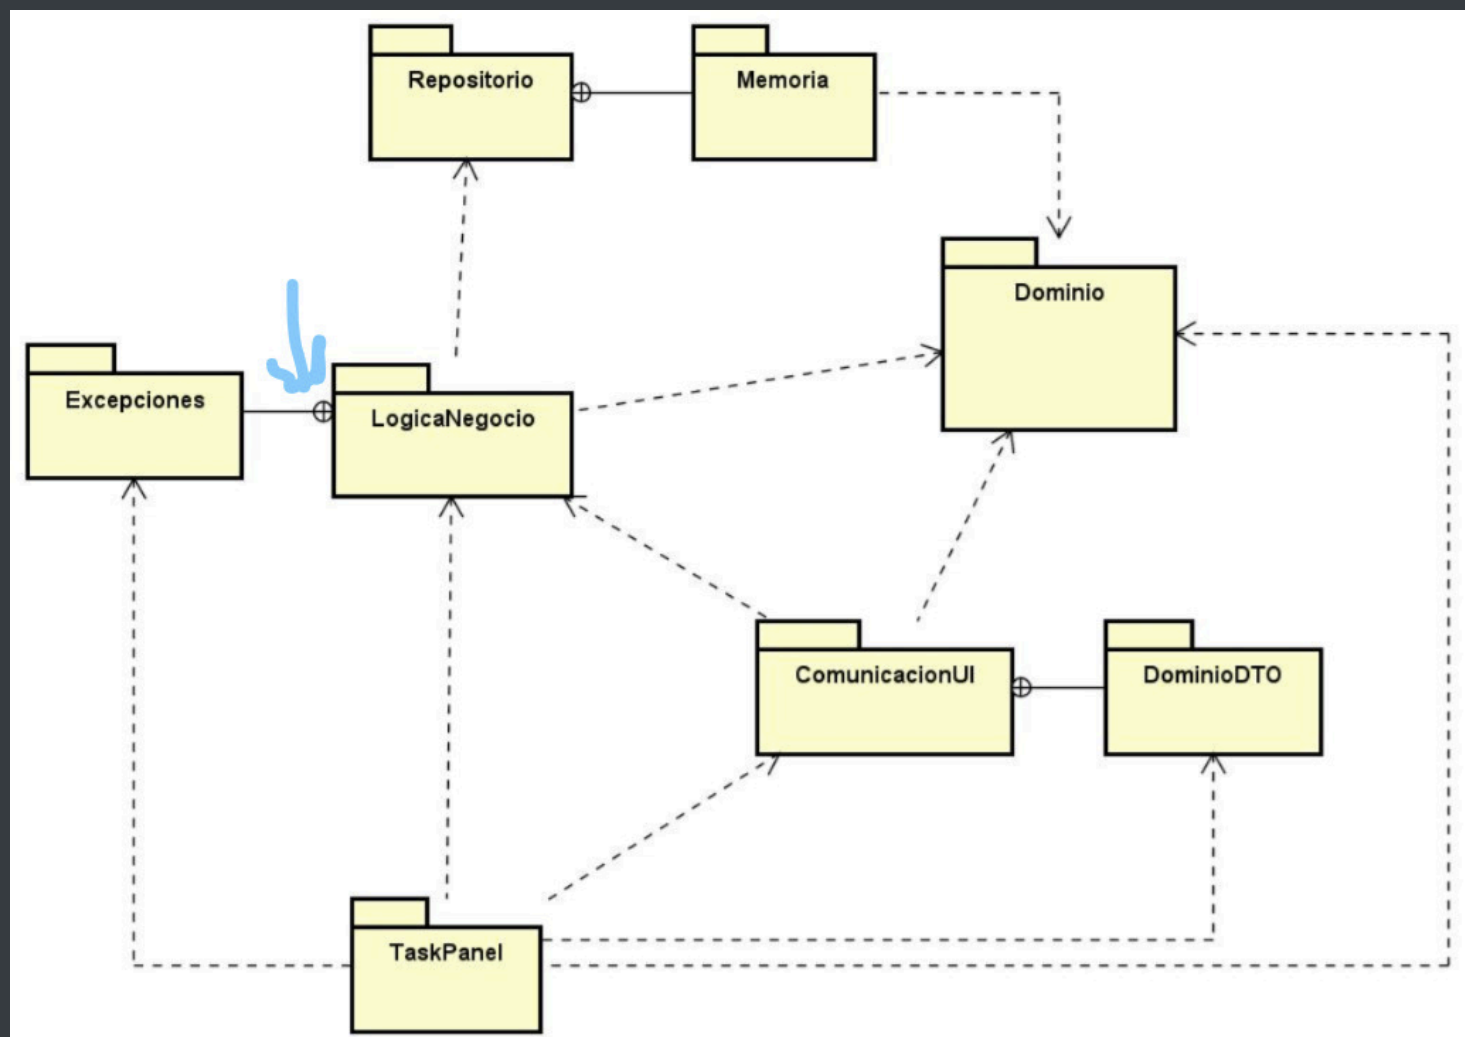 Repositorio
Memoria
Dominio
Excepciones
LogicaNegocio
ComunicacionUI
DominioDTO
TaskPanel